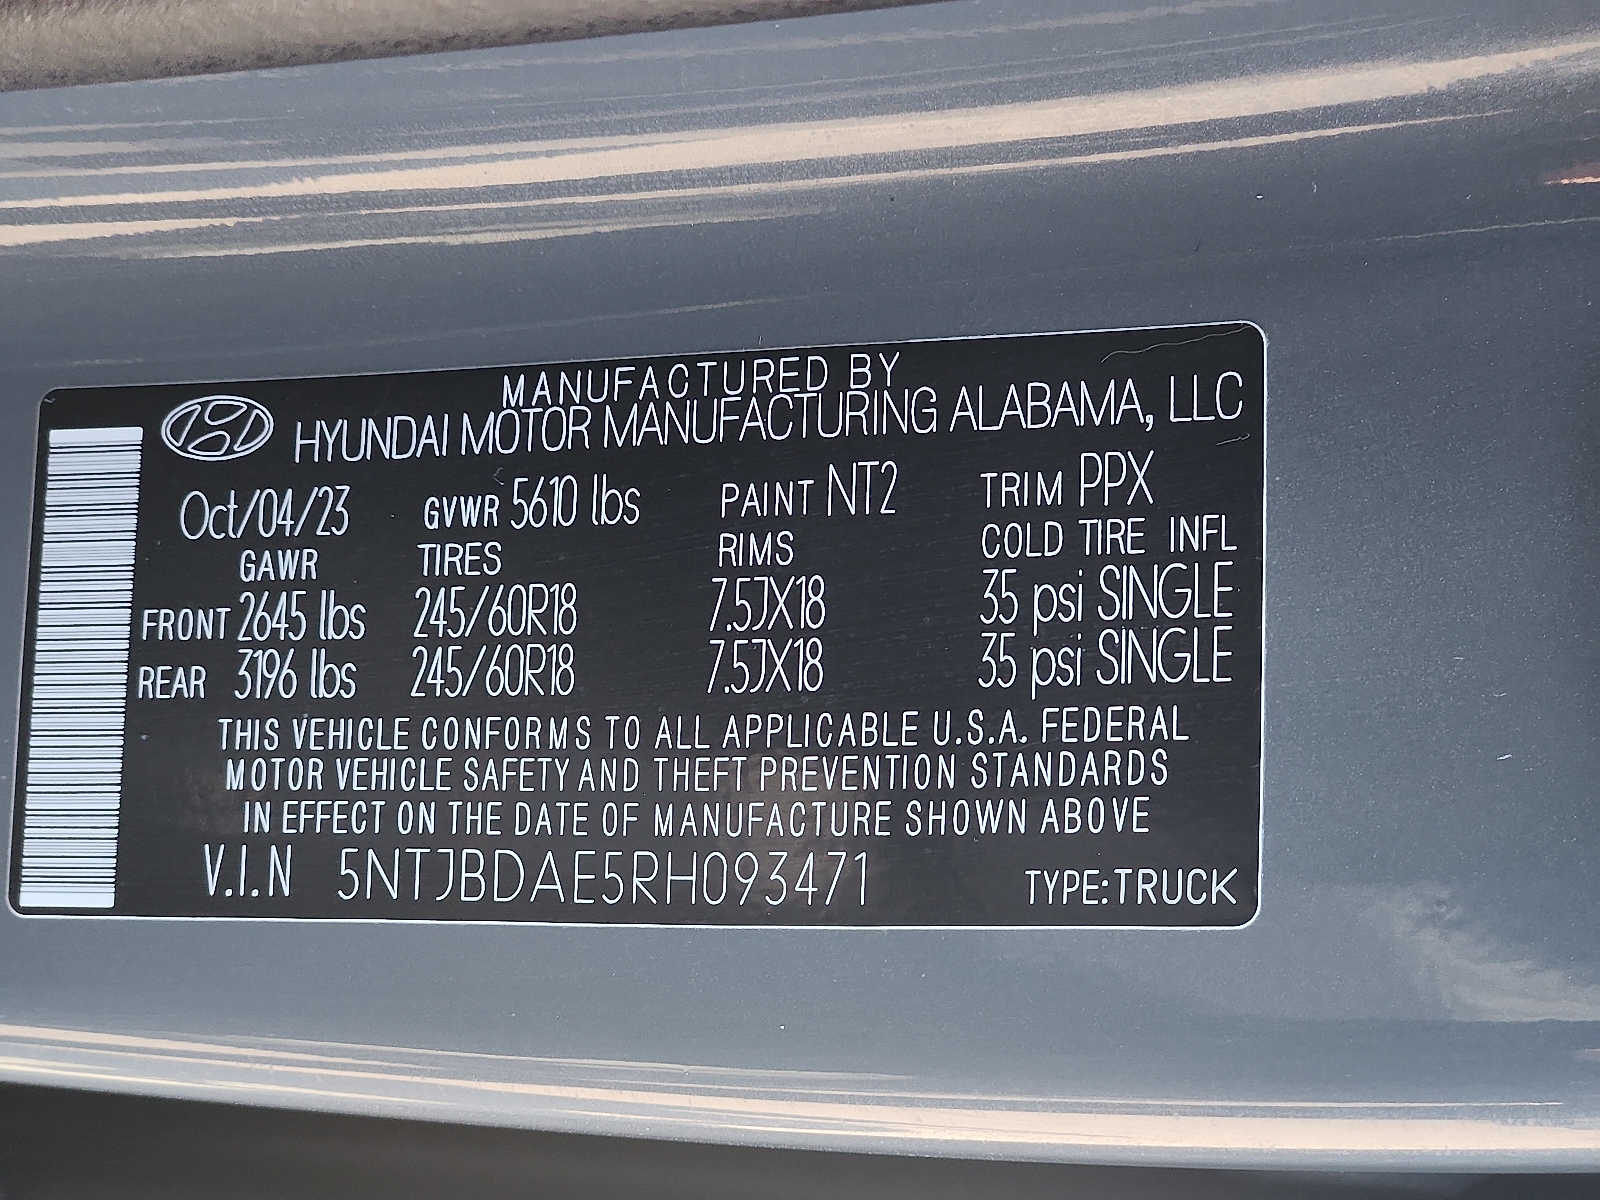 MANUFACTURED BY
HYUNDAI MOTOR MANUFACTURING ALABAMA, LLC
Oct/04/23 GVWR 5610 lbs PAINT NT2 TRIM PPX
GAWR TIRES RIMS COLD TIRE INFL
FRONT 2645 lbs 245/60R18 7.5JX18 35 psi SINGLE
REAR 3196 lbs 245/60R18 7.5JX18 35 psi SINGLE
THIS VEHICLE CONFORMS TO ALL APPLICABLE U.S.A. FEDERAL
MOTOR VEHICLE SAFETY AND THEFT PREVENTION STANDARDS
IN EFFECT ON THE DATE OF MANUFACTURE SHOWN ABOVE
V.I.N 5NTJBDAE5RH093471 TYPE:TRUCK